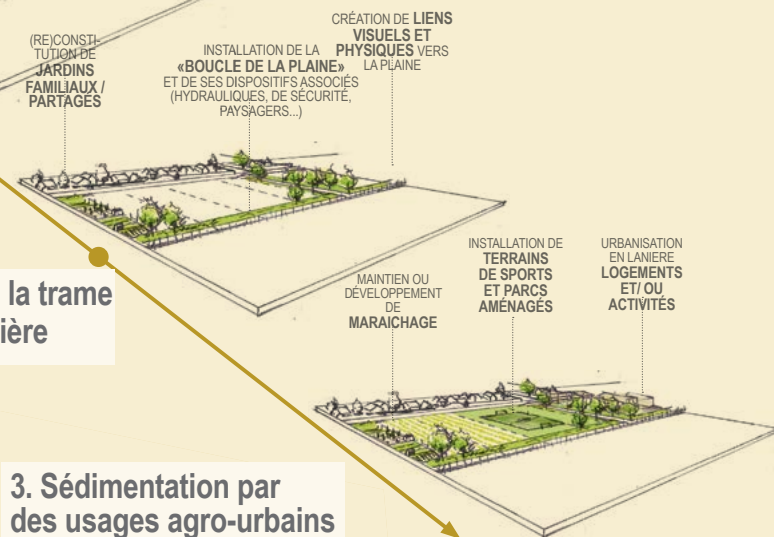 (RE)CONSTI-
TUTION DE
JARDINS
FAMILIAUX /
PARTAGÉS
INSTALLATION DE LA
«BOUCLE DE LA PLAINE»
ET DE SES DISPOSITIFS ASSOCIÉS
(HYDRAULIQUES, DE SÉCURITÉ,
PAYSAGERS...)
CRÉATION DE LIENS
VISUELS ET
PHYSIQUES VERS
LA PLAINE
la trame
ière
MAINTIEN OU
DÉVELOPPEMENT
DE
MARAICHAGE
INSTALLATION DE
TERRAINS
DE SPORTS
ET PARCS
AMÉNAGÉS
URBANISATION
EN LANIERE
LOGEMENTS
ET/ OU
ACTIVITÉS
3. Sédimentation par
des usages agro-urbains